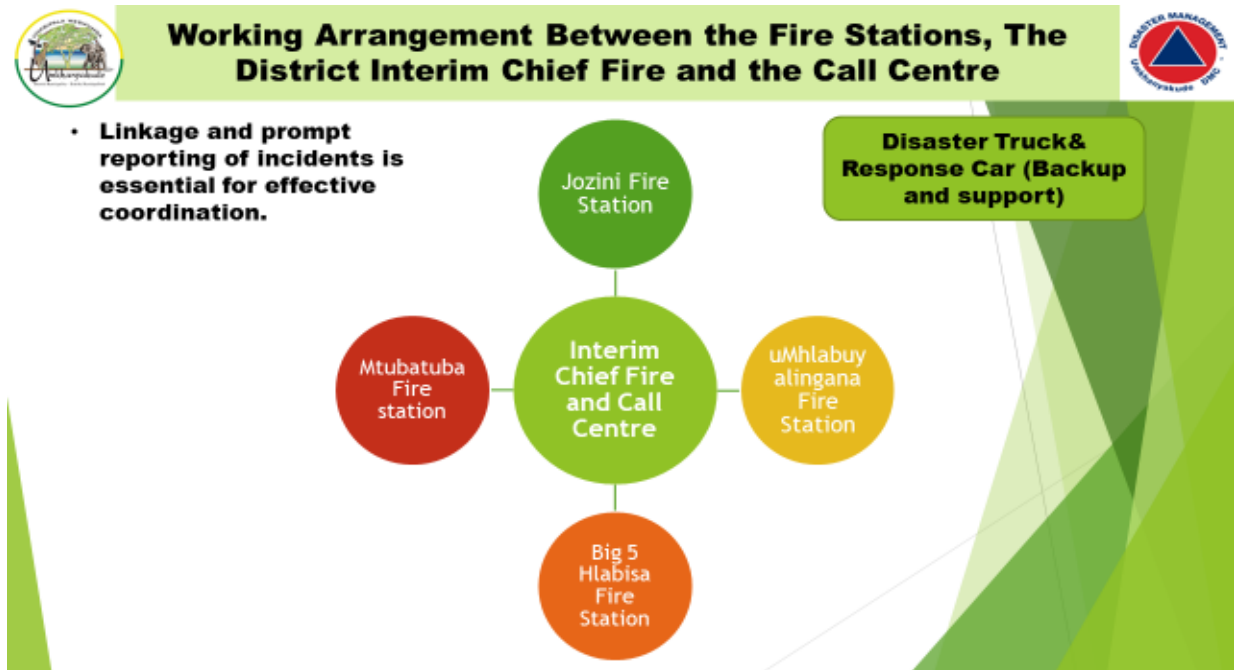 Working Arrangement Between the Fire Stations, The
District Interim Chief Fire and the Call Centre
DISASTER MANAGEMENT
Umkhanyakude DMC
• Linkage and prompt
reporting of incidents is
essential for effective
coordination.
Disaster Truck&
Response Car (Backup
and support)
Jozini Fire
Station
Mtubatuba
Fire
station
Interim
Chief Fire
and Call
Centre
uMhlabuy
alingana
Fire
Station
Big 5
Hlabisa
Fire
Station